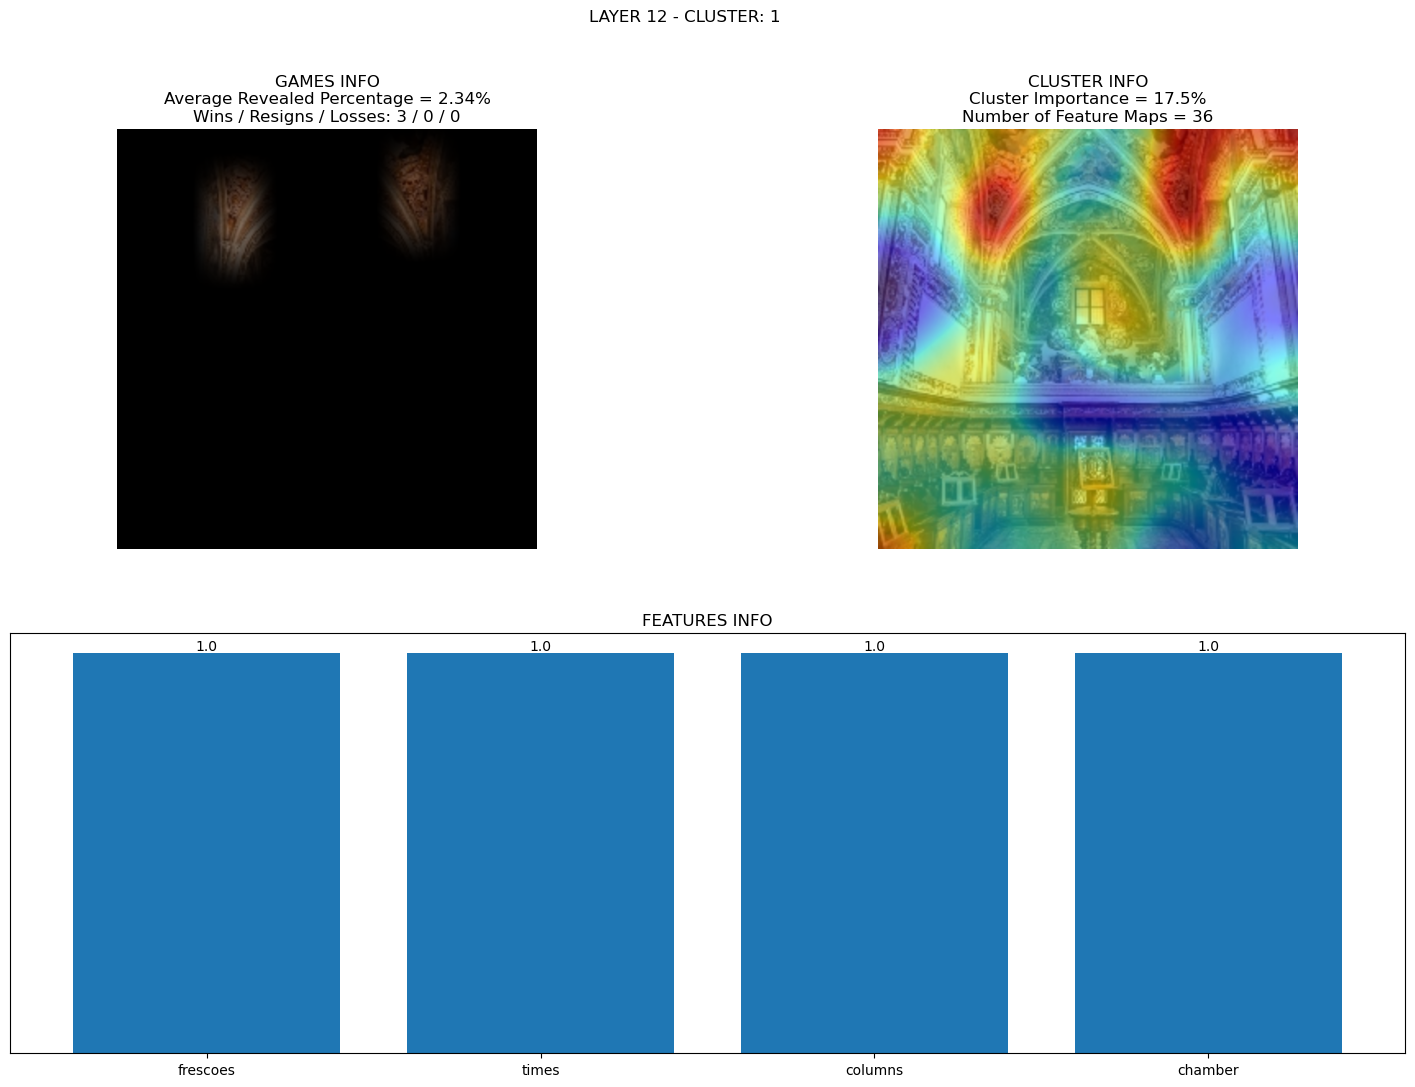 LAYER 12 - CLUSTER: 1
GAMES INFO
Average Revealed Percentage = 2.34%
Wins / Resigns / Losses: 3 / 0 / 0
CLUSTER INFO
Cluster Importance = 17.5%
Number of Feature Maps = 36
FEATURES INFO
1.0 1.0 1.0 1.0
frescoes times columns chamber